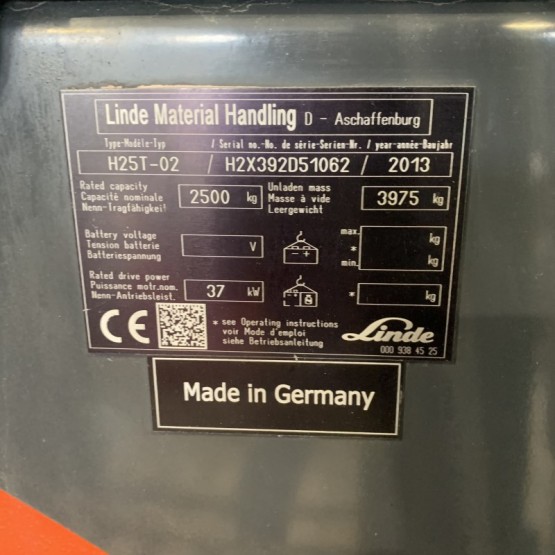 Linde Material Handling D - Aschaffenburg
Type-Modèle-Typ / Serial no.-No. de série-Serien-Nr. / year-année-Baujahr
H25T-02 / H2X392D51062 / 2013
Rated capacity
Capacité nominale
Nenn-Tragfähigkeit
2500 kg
Unladen mass
Masse à vide
Leergewicht
3975 kg
Battery voltage
Tension batterie
Batteriespannung
V
max.
*
min.
kg
kg
Rated drive power
Puissance motr.nom.
Nenn-Antriebsleist.
37 kW
* kg
CE
* see Operating instructions
voir Mode d'emploi
siehe Betriebsanleitung
Linde
000 938 45 25
Made in Germany